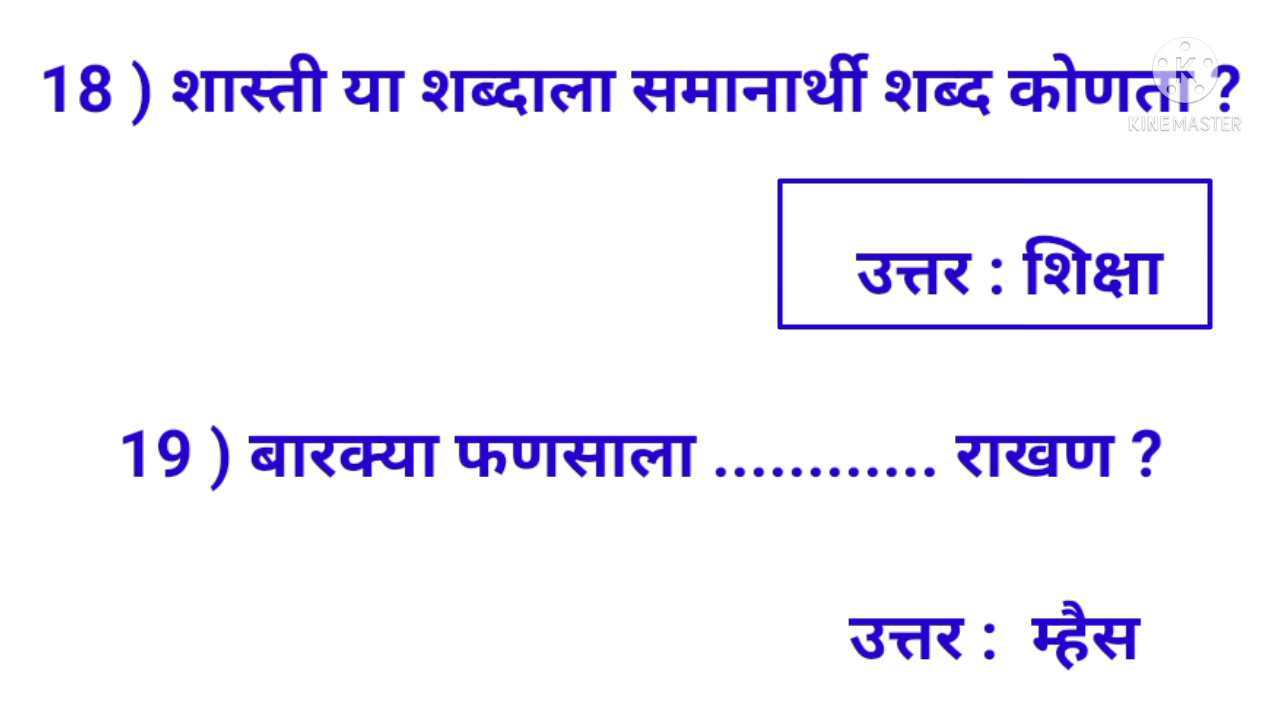 18 ) शास्ती या शब्दाला समानार्थी शब्द कोणता ?
KINEMASTER
उत्तर : शिक्षा
19 ) बारक्या फणसाला ............ राखण ?
उत्तर : म्हैस